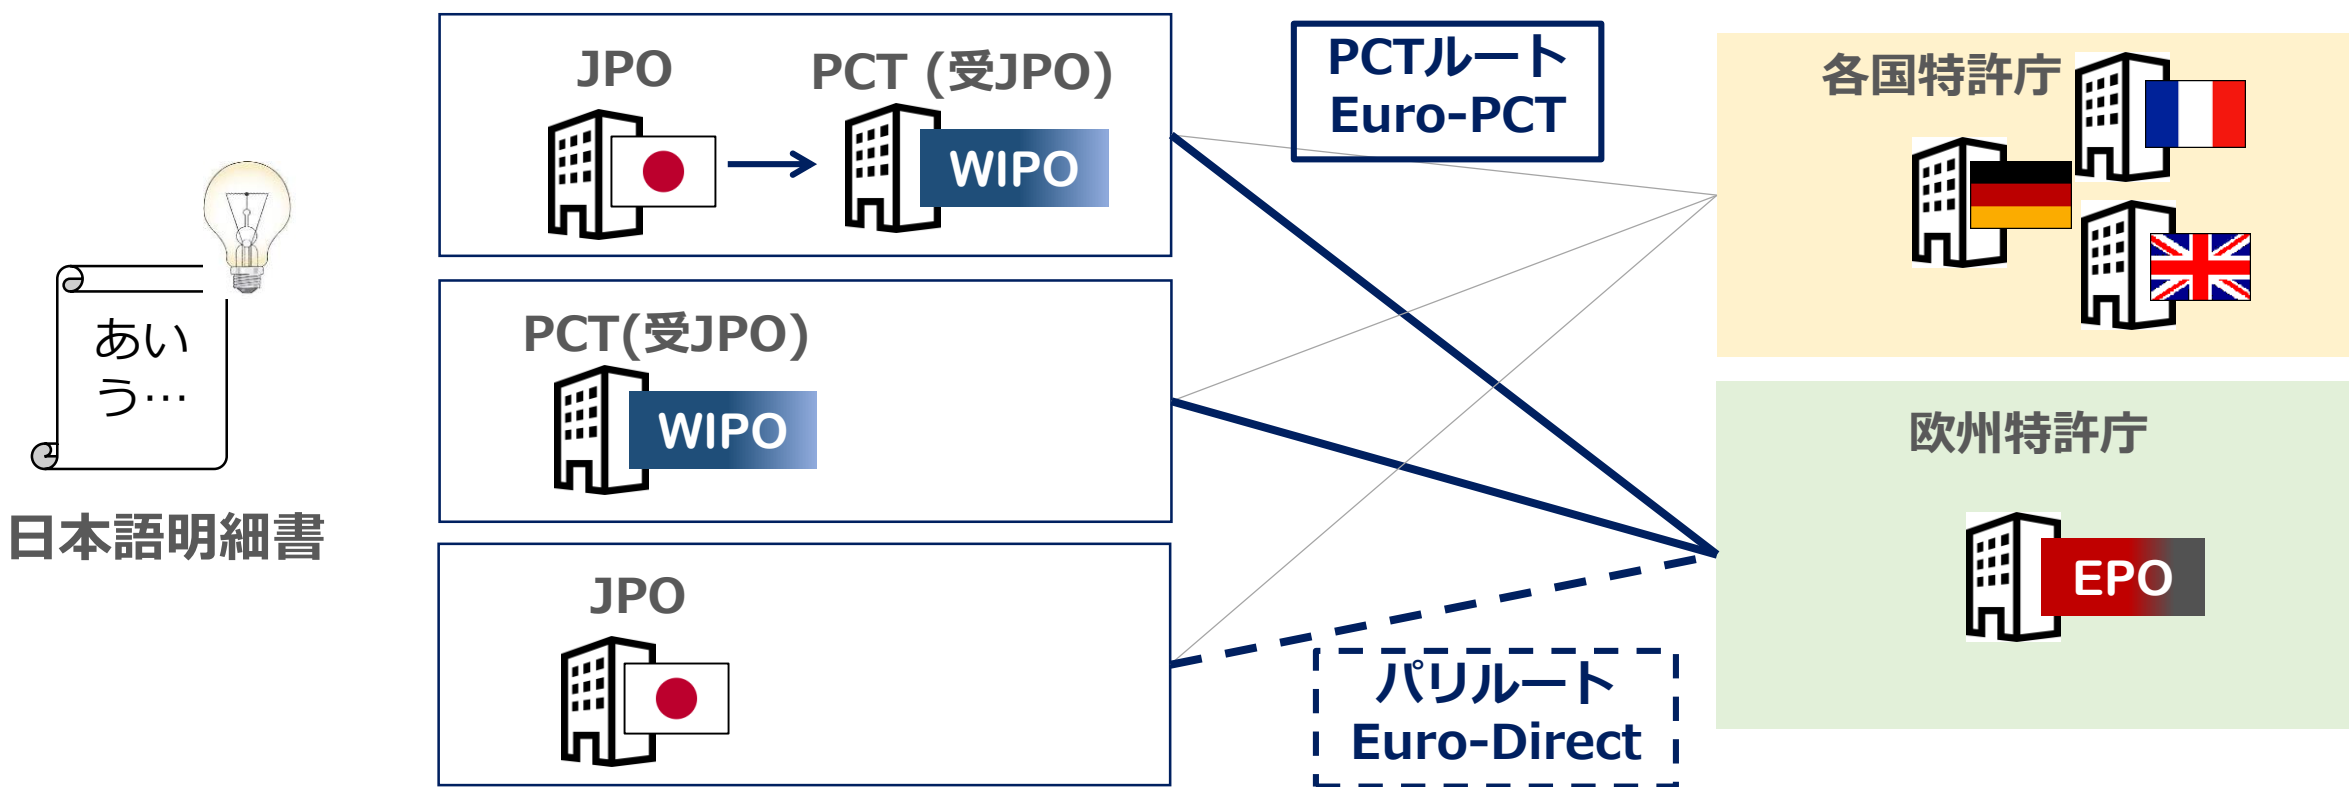 あい
う…
日本語明細書
JPO
PCT (受JPO)
WIPO
PCT(受JPO)
WIPO
JPO
PCTルート
Euro-PCT
パリルート
Euro-Direct
各国特許庁
欧州特許庁
EPO